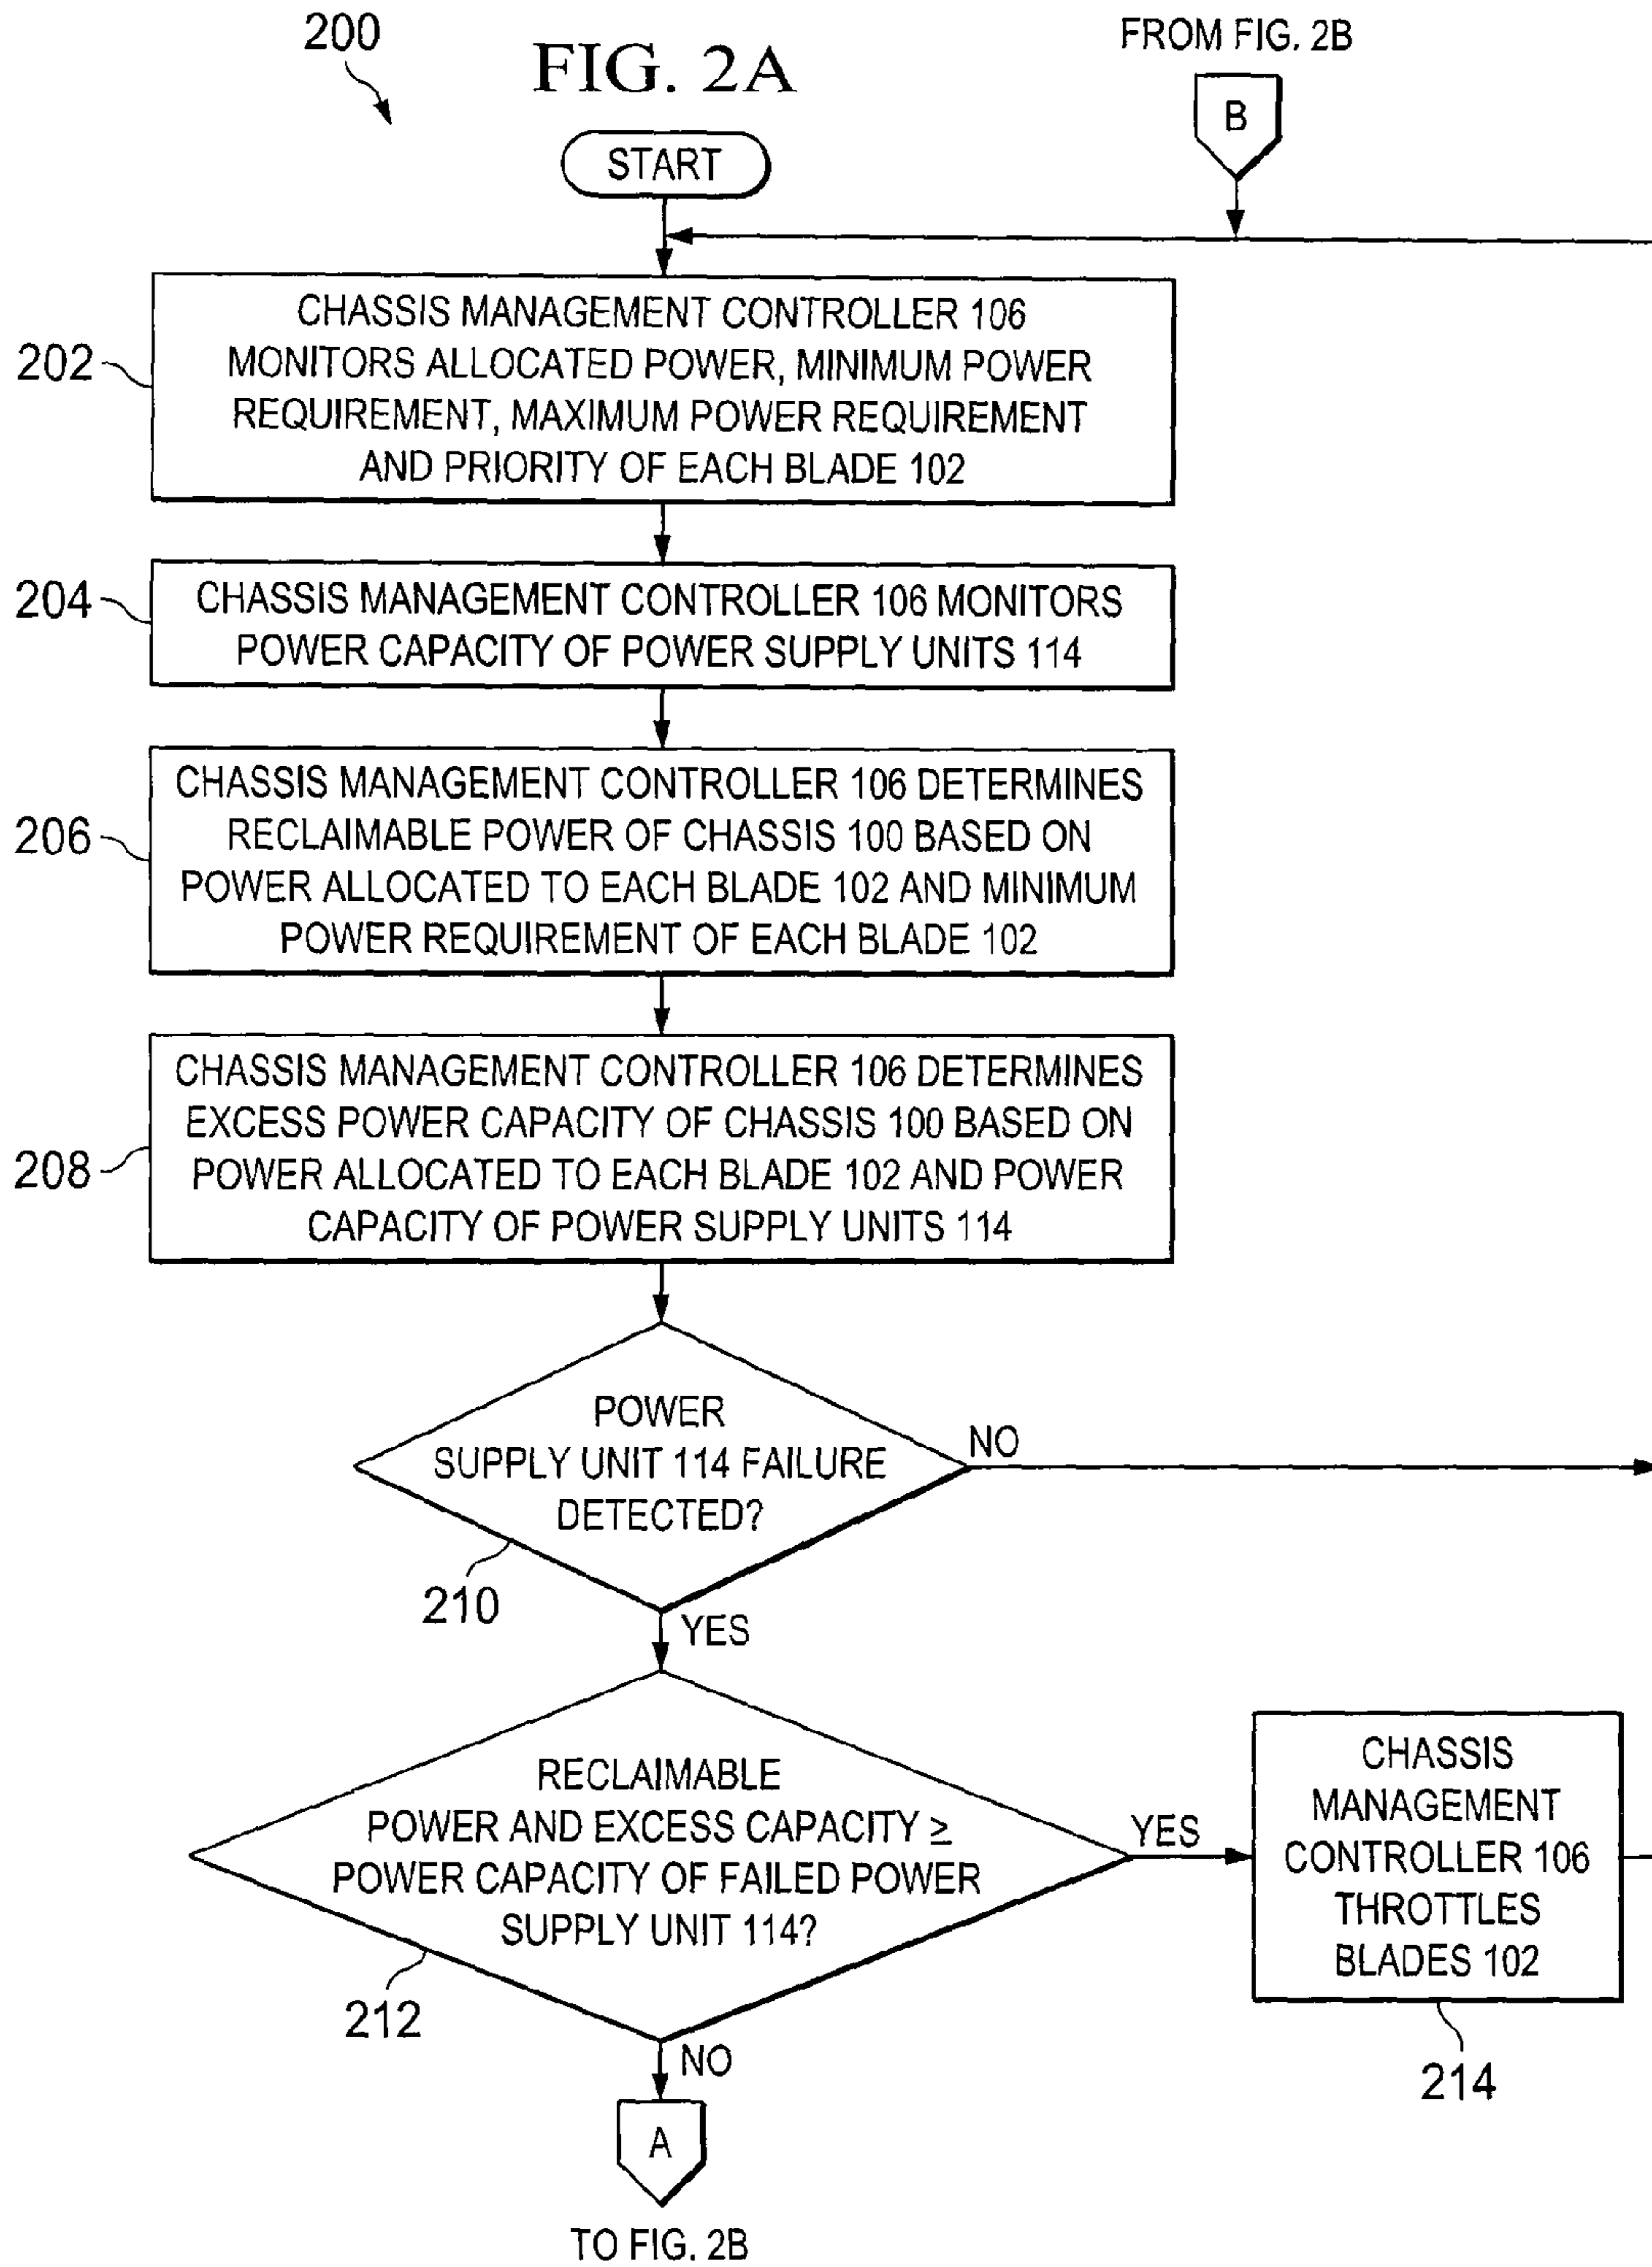 200
FIG. 2A
FROM FIG. 2B
B
START
202
CHASSIS MANAGEMENT CONTROLLER 106
MONITORS ALLOCATED POWER, MINIMUM POWER
REQUIREMENT, MAXIMUM POWER REQUIREMENT
AND PRIORITY OF EACH BLADE 102
204
CHASSIS MANAGEMENT CONTROLLER 106 MONITORS
POWER CAPACITY OF POWER SUPPLY UNITS 114
206
CHASSIS MANAGEMENT CONTROLLER 106 DETERMINES
RECLAIMABLE POWER OF CHASSIS 100 BASED ON
POWER ALLOCATED TO EACH BLADE 102 AND MINIMUM
POWER REQUIREMENT OF EACH BLADE 102
208
CHASSIS MANAGEMENT CONTROLLER 106 DETERMINES
EXCESS POWER CAPACITY OF CHASSIS 100 BASED ON
POWER ALLOCATED TO EACH BLADE 102 AND POWER
CAPACITY OF POWER SUPPLY UNITS 114
POWER
SUPPLY UNIT 114 FAILURE
DETECTED?
NO
210
YES
RECLAIMABLE
POWER AND EXCESS CAPACITY ≥
POWER CAPACITY OF FAILED POWER
SUPPLY UNIT 114?
YES
212
CHASSIS
MANAGEMENT
CONTROLLER 106
THROTTLES
BLADES 102
214
NO
A
TO FIG. 2B